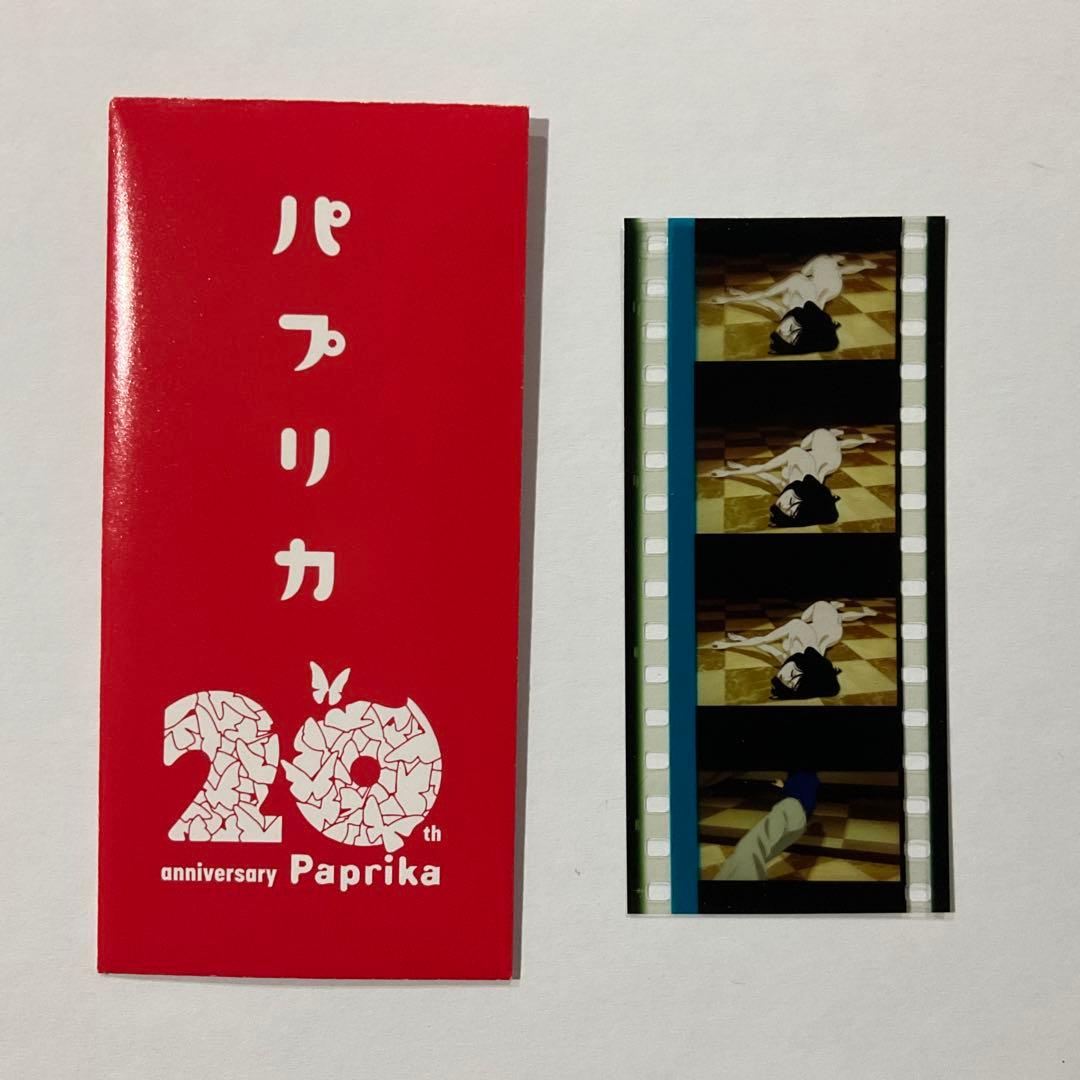 パプリカ
20th
anniversary Paprika